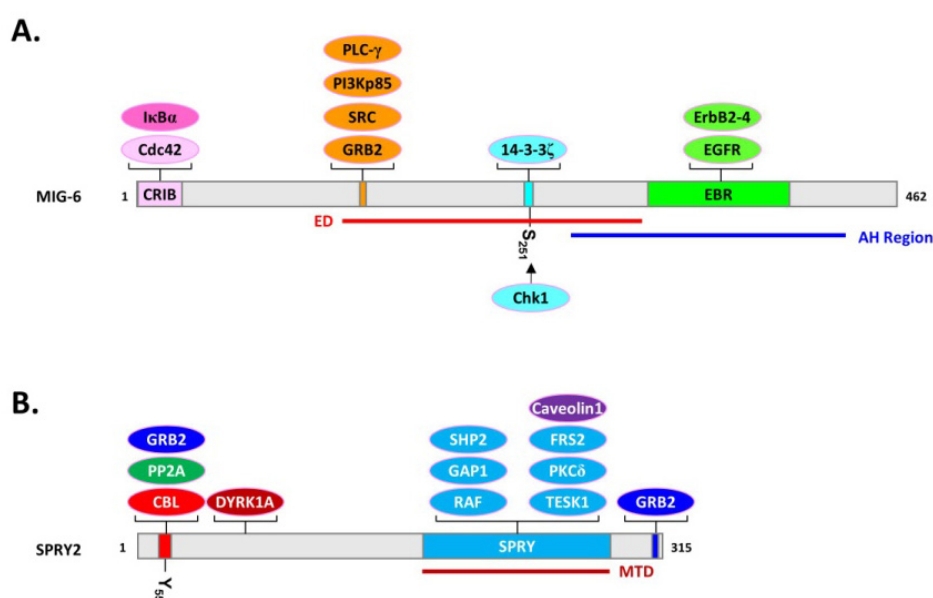 A.
PLC-γ
PI3Kp85
IκBα SRC ErbB2-4
Cdc42 GRB2 14-3-3ζ EGFR
MIG-6 1 CRIB EBR 462
ED
S251
AH Region
Chk1
B.
Caveolin1
GRB2 SHP2 FRS2
PP2A GAP1 PKCδ
CBL DYRK1A RAF TESK1 GRB2
SPRY2 1 SPRY 315
MTD